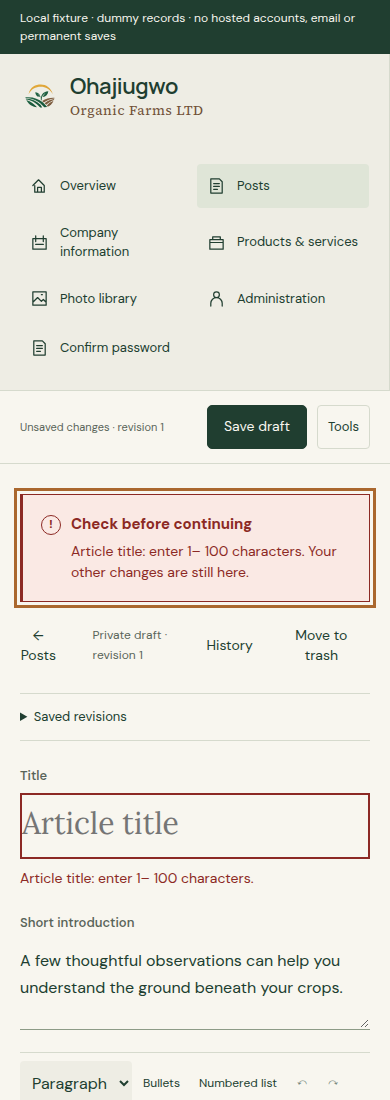 Local fixture · dummy records · no hosted accounts, email or
permanent saves
Ohajiugwo
Organic Farms LTD
Overview
Posts
Company
information
Products & services
Photo library
Administration
Confirm password
Unsaved changes · revision 1
Save draft
Tools
!
Check before continuing
Article title: enter 1– 100 characters. Your
other changes are still here.
← Posts
Private draft ·
revision 1
History
Move to
trash
▶ Saved revisions
Title
Article title
Article title: enter 1– 100 characters.
Short introduction
A few thoughtful observations can help you
understand the ground beneath your crops.
Paragraph
Bullets
Numbered list